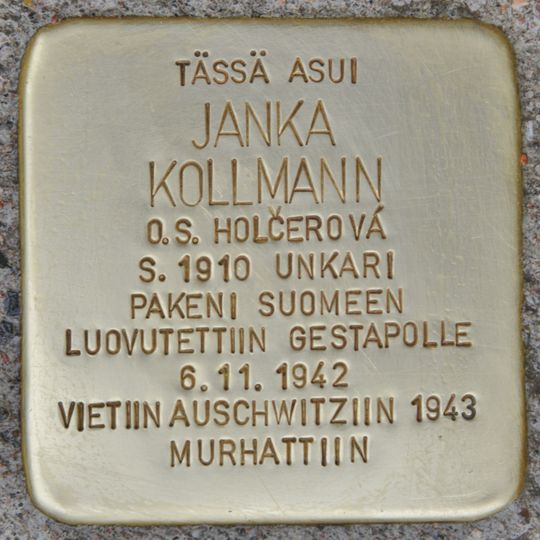 TÄSSÄ ASUI
JANKA
KOLLMANN
O.S. HOLČEROVÁ
S. 1910 UNKARI
PAKENI SUOMEEN
LUOVUTETTIIN GESTAPOLLE
6.11.1942
VIETIIN AUSCHWITZIIN 1943
MURHATTIIN